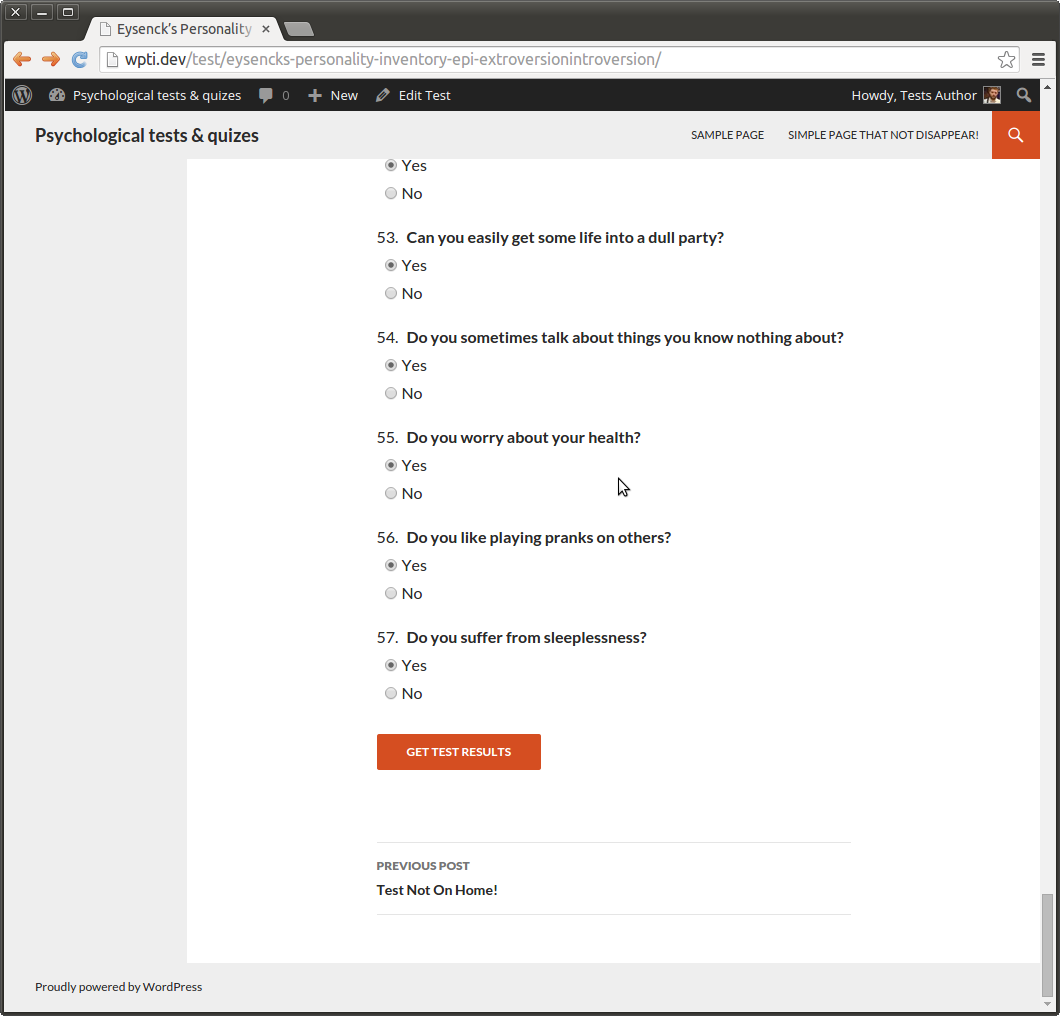 Eysenck's Personality
wpti.dev/test/eysencks-personality-inventory-epi-extroversionintroversion/
Psychological tests & quizes 0 New Edit Test Howdy, Tests Author
Psychological tests & quizes SAMPLE PAGE SIMPLE PAGE THAT NOT DISAPPEAR!
Yes
No
53. Can you easily get some life into a dull party?
Yes
No
54. Do you sometimes talk about things you know nothing about?
Yes
No
55. Do you worry about your health?
Yes
No
56. Do you like playing pranks on others?
Yes
No
57. Do you suffer from sleeplessness?
Yes
No
GET TEST RESULTS
PREVIOUS POST
Test Not On Home!
Proudly powered by WordPress